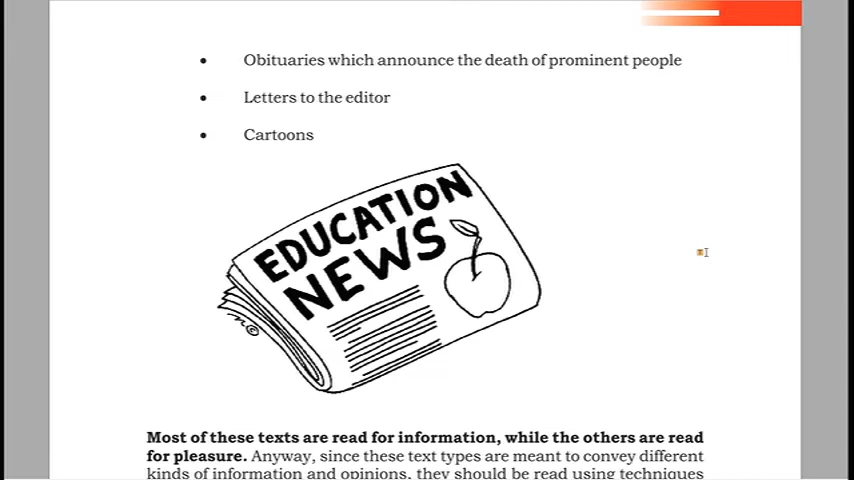 • Obituaries which announce the death of prominent people
• Letters to the editor
• Cartoons
EDUCATION
NEWS
Most of these texts are read for information, while the others are read
for pleasure. Anyway, since these text types are meant to convey different
kinds of information and opinions, they should be read using techniques